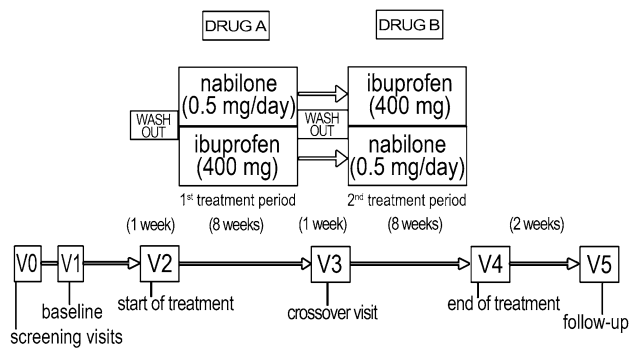 DRUG A
DRUG B
nabilone
(0.5 mg/day)
ibuprofen
(400 mg)
WASH
OUT
WASH
OUT
ibuprofen
(400 mg)
nabilone
(0.5 mg/day)
1st treatment period
2nd treatment period
(1 week)
(8 weeks)
(1 week)
(8 weeks)
(2 weeks)
V0
V1
V2
V3
V4
V5
baseline
start of treatment
crossover visit
end of treatment
follow-up
screening visits